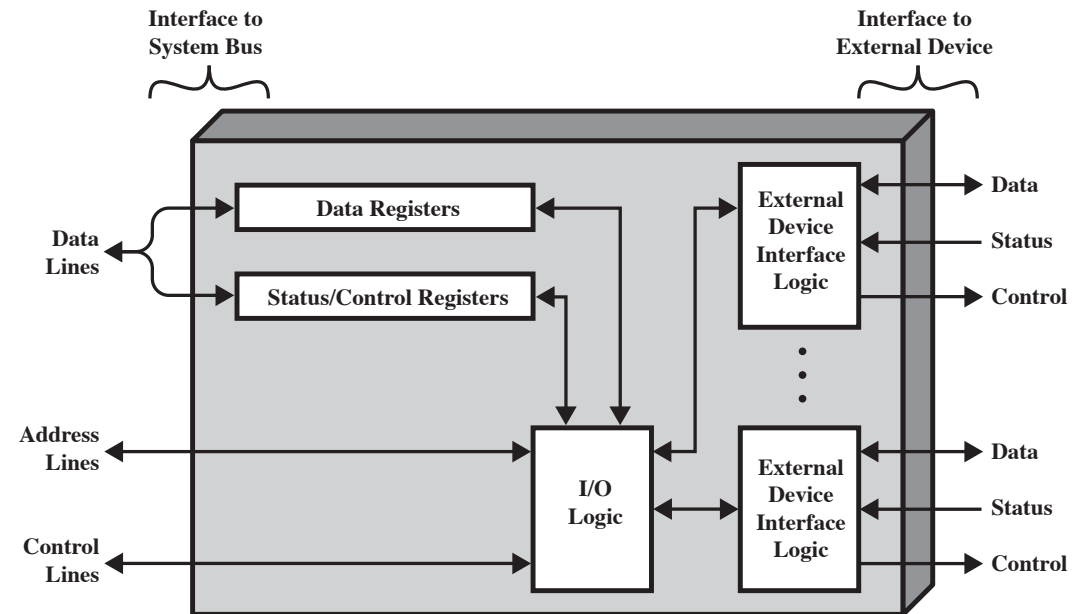 Interface to
System Bus
Interface to
External Device
Data Registers
Status/Control Registers
Data
Lines
Address
Lines
Control
Lines
I/O
Logic
External
Device
Interface
Logic
Data
Status
Control
External
Device
Interface
Logic
Data
Status
Control